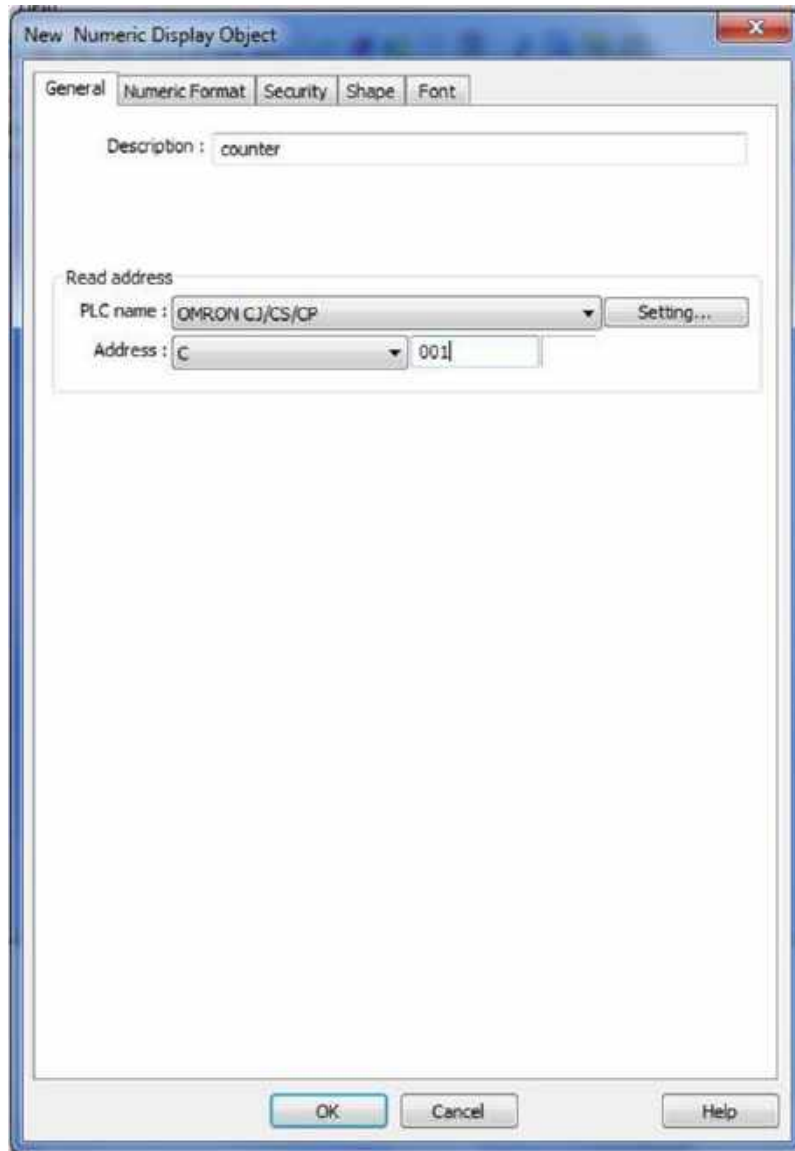 New Numeric Display Object
General Numeric Format Security Shape Font
Description : counter
Read address
PLC name : OMRON CJ/CS/CP Setting...
Address : C 001
OK Cancel Help